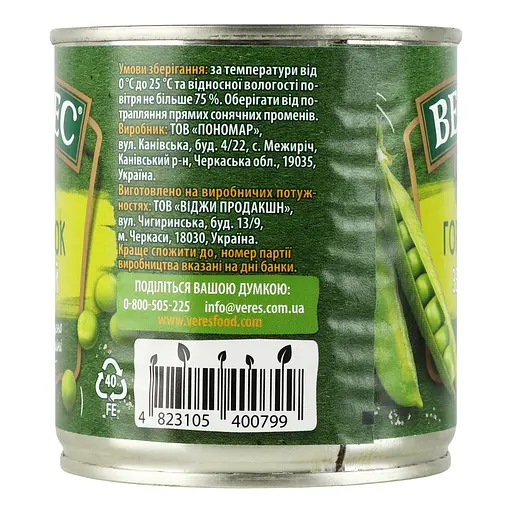 Умови зберігання: за температури від
0 °С до 25 °С та відносної вологості по-
вітря не більше 75 %. Оберігати від по-
трапляння прямих сонячних променів.
Виробник: ТОВ «ПОНОМАР»,
вул. Канівська, буд. 4/22, с. Межиріч,
Канівський р-н, Черкаська обл., 19035,
Україна.
Виготовлено на виробничих потуж-
ностях: ТОВ «ВІДЖИ ПРОДАКШН»,
вул. Чигиринська, буд. 13/9,
м. Черкаси, 18030, Україна.
Краще спожити до, номер партії
виробництва вказані на дні банки.
ПОДІЛІТЬСЯ ВАШОЮ ДУМКОЮ:
0-800-505-225 info@veres.com.ua
www.veresfood.com
40
FE
4 823105 400799
ЕС®
ОК
ВЕ
ГО